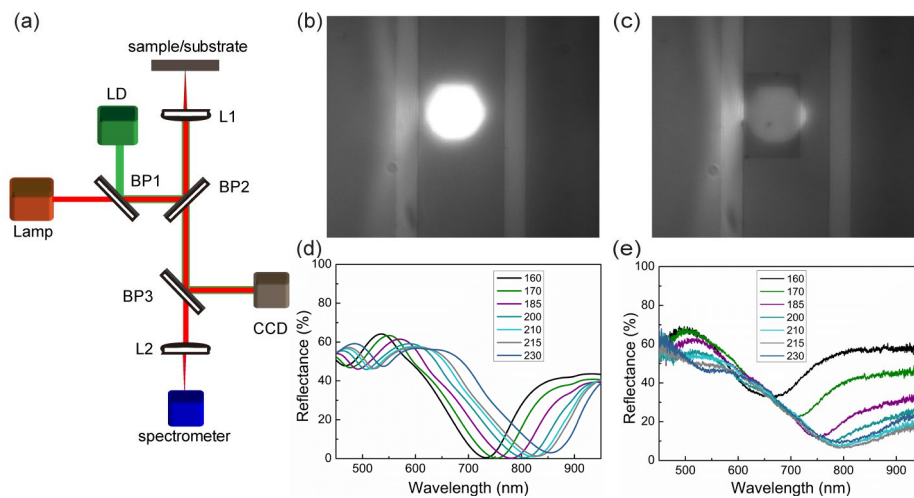 (a)
sample/substrate
LD
L1
BP1
BP2
Lamp
BP3
CCD
L2
spectrometer
(b)
(c)
(d)
100
80
60
40
20
0
Reflectance (%)
160
170
185
200
210
215
230
500 600 700 800 900
Wavelength (nm)
(e)
100
80
60
40
20
0
Reflectance (%)
160
170
185
200
210
215
230
500 600 700 800 900
Wavelength (nm)